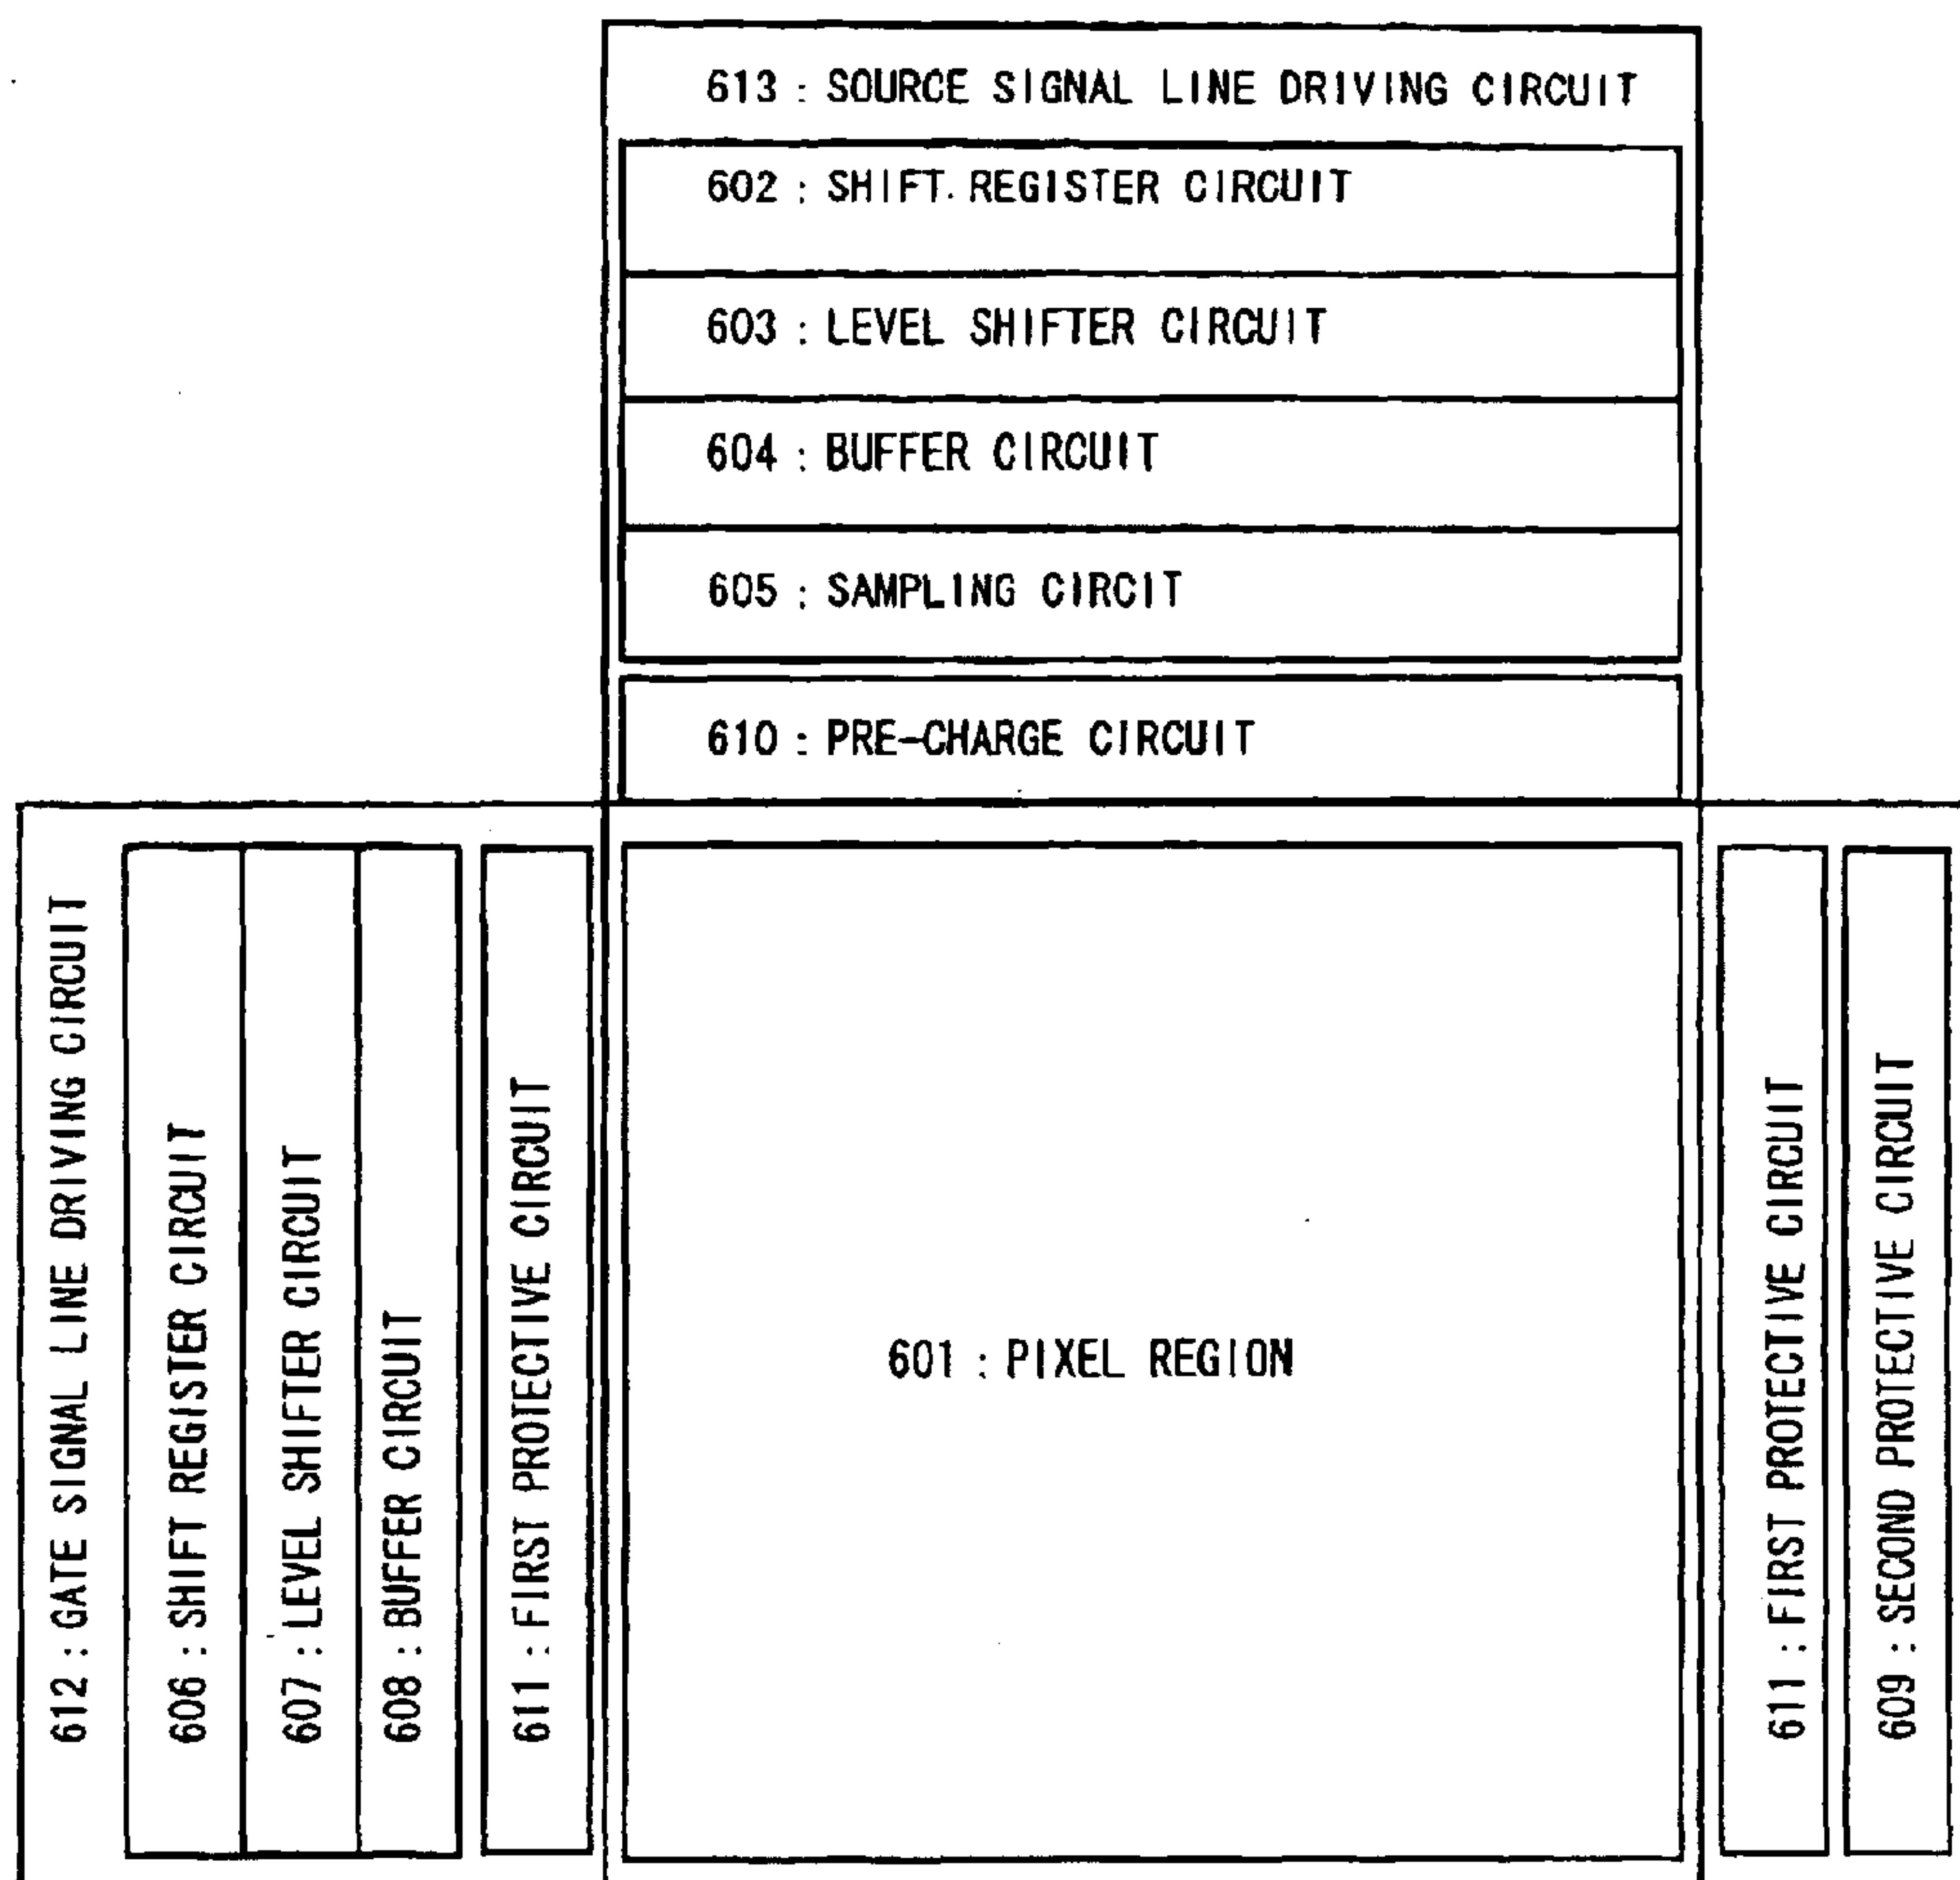 613 : SOURCE SIGNAL LINE DRIVING CIRCUIT
602 : SHIFT REGISTER CIRCUIT
603 : LEVEL SHIFTER CIRCUIT
604 : BUFFER CIRCUIT
605 : SAMPLING CIRCIT
610 : PRE-CHARGE CIRCUIT
612 : GATE SIGNAL LINE DRIVING CIRCUIT
606 : SHIFT REGISTER CIRCUIT
607 : LEVEL SHIFTER CIRCUIT
608 : BUFFER CIRCUIT
611 : FIRST PROTECTIVE CIRCUIT
601 : PIXEL REGION
611 : FIRST PROTECTIVE CIRCUIT
609 : SECOND PROTECTIVE CIRCUIT